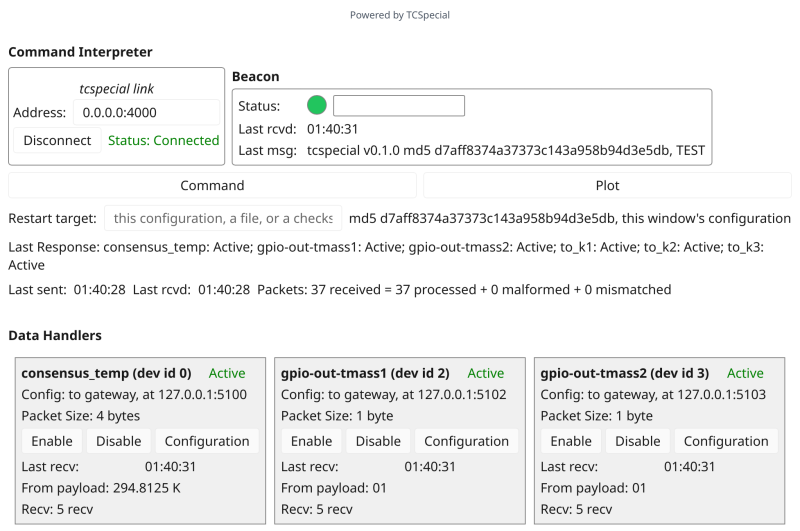 Powered by TCSpecial
Command Interpreter
tcspecial link
Address: 0.0.0.0:4000
Disconnect Status: Connected
Beacon
Status:
Last rcvd: 01:40:31
Last msg: tcspecial v0.1.0 md5 d7aff8374a37373c143a958b94d3e5db, TEST
Command Plot
Restart target: this configuration, a file, or a checks md5 d7aff8374a37373c143a958b94d3e5db, this window's configuration
Last Response: consensus_temp: Active; gpio-out-tmass1: Active; gpio-out-tmass2: Active; to_k1: Active; to_k2: Active; to_k3:
Active
Last sent: 01:40:28 Last rcvd: 01:40:28 Packets: 37 received = 37 processed + 0 malformed + 0 mismatched
Data Handlers
consensus_temp (dev id 0) Active
Config: to gateway, at 127.0.0.1:5100
Packet Size: 4 bytes
Enable Disable Configuration
Last recv: 01:40:31
From payload: 294.8125 K
Recv: 5 recv
gpio-out-tmass1 (dev id 2) Active
Config: to gateway, at 127.0.0.1:5102
Packet Size: 1 byte
Enable Disable Configuration
Last recv: 01:40:31
From payload: 01
Recv: 5 recv
gpio-out-tmass2 (dev id 3) Active
Config: to gateway, at 127.0.0.1:5103
Packet Size: 1 byte
Enable Disable Configuration
Last recv: 01:40:31
From payload: 01
Recv: 5 recv